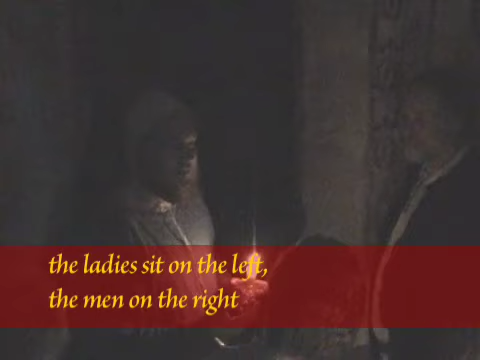 the ladies sit on the left,
the men on the right